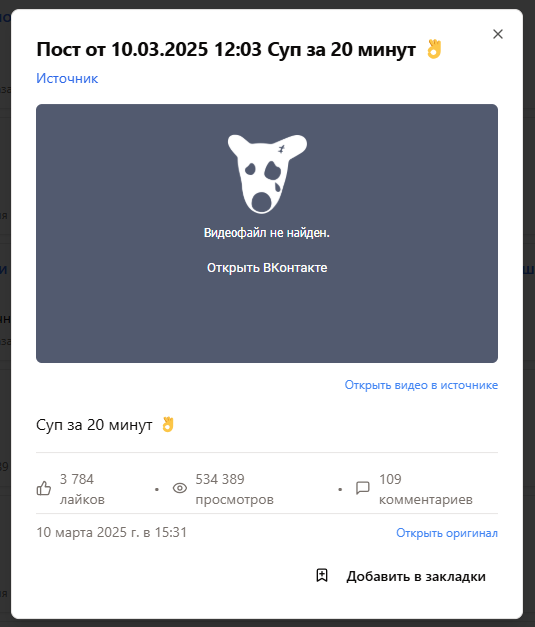 Пост от 10.03.2025 12:03 Суп за 20 минут 👌
Источник
Видеофайл не найден.
Открыть ВКонтакте
Открыть видео в источнике
Суп за 20 минут 👌
3 784
лайков
•
534 389
просмотров
•
109
комментариев
10 марта 2025 г. в 15:31
Открыть оригинал
Добавить в закладки